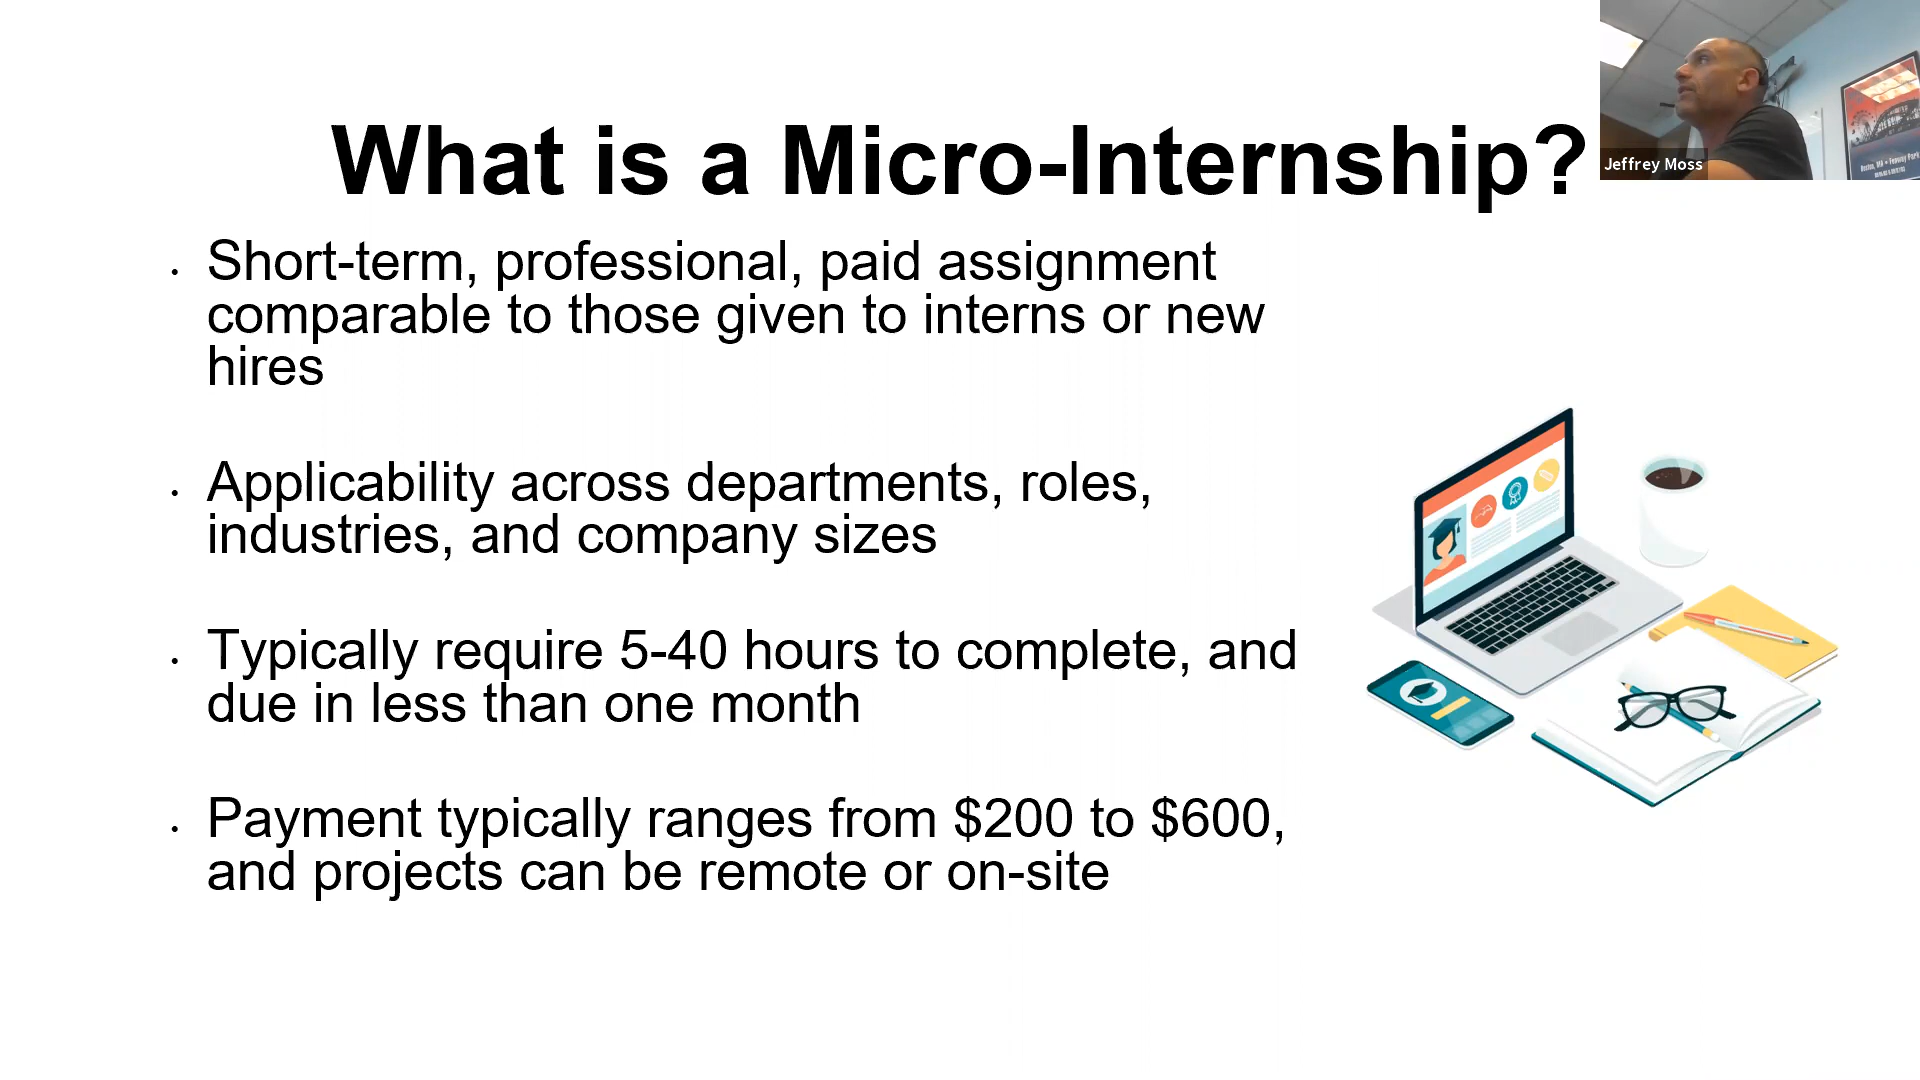 What is a Micro-Internship?
Jeffrey Moss
Short-term, professional, paid assignment
comparable to those given to interns or new
hires
Applicability across departments, roles,
industries, and company sizes
Typically require 5-40 hours to complete, and
due in less than one month
Payment typically ranges from $200 to $600,
and projects can be remote or on-site